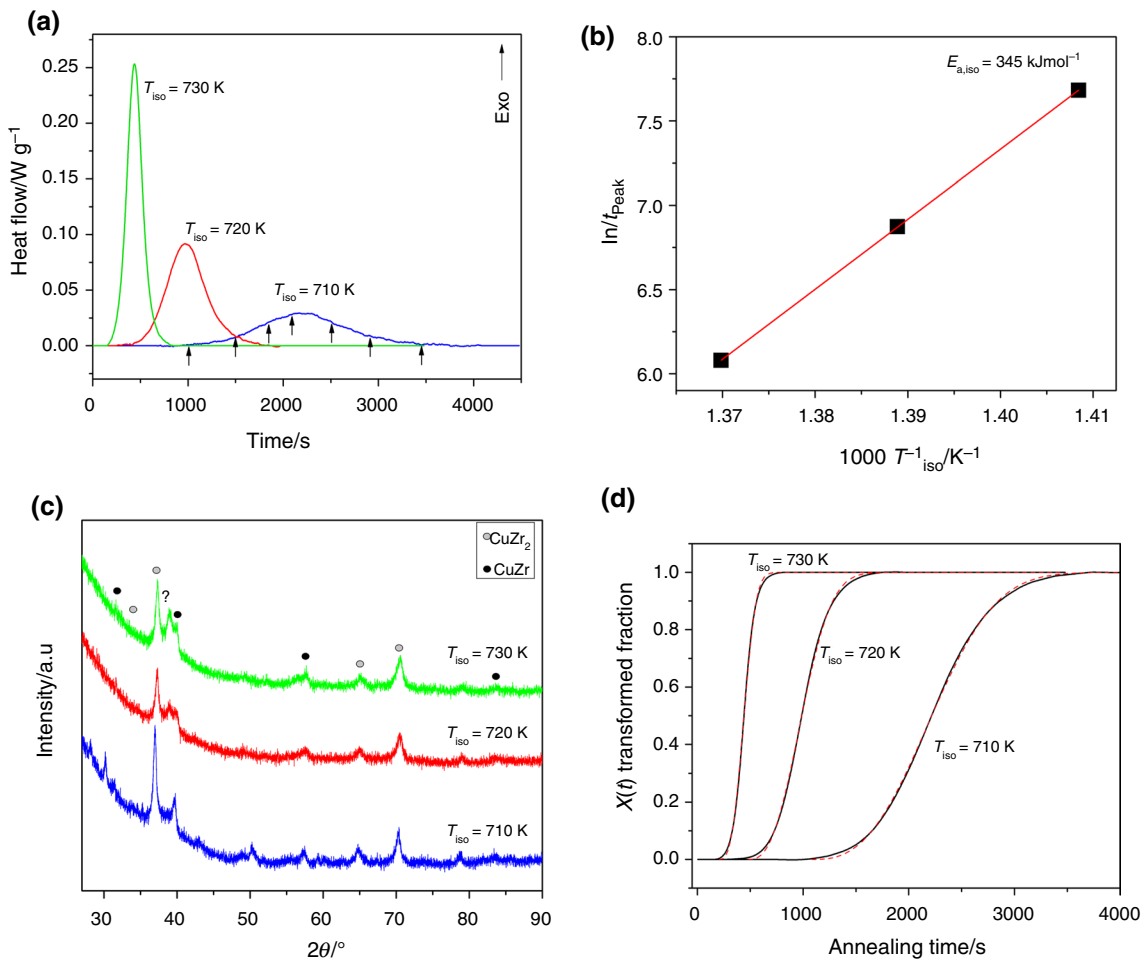 (a)
0.25
0.20
0.15
0.10
0.05
0.00
Heat flow/W g⁻¹
T_iso = 730 K
T_iso = 720 K
T_iso = 710 K
Exo
0 1000 2000 3000 4000
Time/s
(b)
8.0
7.5
7.0
6.5
6.0
ln/t_Peak
E_a,iso = 345 kJmol⁻¹
1.37 1.38 1.39 1.40 1.41
1000 T⁻¹_iso/K⁻¹
(c)
CuZr₂
CuZr
?
T_iso = 730 K
T_iso = 720 K
T_iso = 710 K
Intensity/a.u
30 40 50 60 70 80 90
2θ/°
(d)
T_iso = 730 K
T_iso = 720 K
T_iso = 710 K
1.0
0.8
0.6
0.4
0.2
0.0
X(t) transformed fraction
0 1000 2000 3000 4000
Annealing time/s